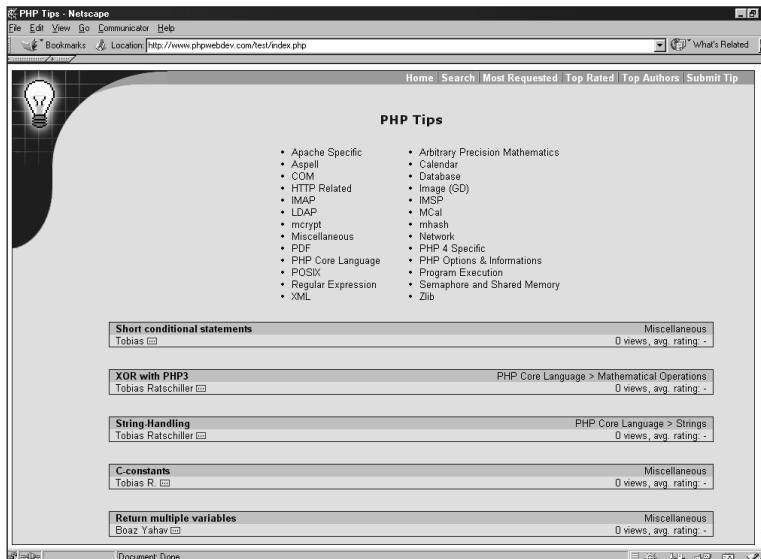 PHP Tips - Netscape
File Edit View Go Communicator Help
Bookmarks Location: http://www.phpwebdev.com/test/index.php What's Related
Home | Search | Most Requested | Top Rated | Top Authors | Submit Tip
PHP Tips
• Apache Specific • Arbitrary Precision Mathematics
• Aspell • Calendar
• COM • Database
• HTTP Related • Image (GD)
• IMAP • IMSP
• LDAP • MCal
• mcrypt • mhash
• Miscellaneous • Network
• PDF • PHP 4 Specific
• PHP Core Language • PHP Options & Informations
• POSIX • Program Execution
• Regular Expression • Semaphore and Shared Memory
• XML • Zlib
Short conditional statements Miscellaneous
Tobias 0 views, avg. rating: -
XOR with PHP3 PHP Core Language > Mathematical Operations
Tobias Ratschiller 0 views, avg. rating: -
String-Handling PHP Core Language > Strings
Tobias Ratschiller 0 views, avg. rating: -
C-constants Miscellaneous
Tobias R. 0 views, avg. rating: -
Return multiple variables Miscellaneous
Boaz Yahav 0 views, avg. rating: -
Document: Done